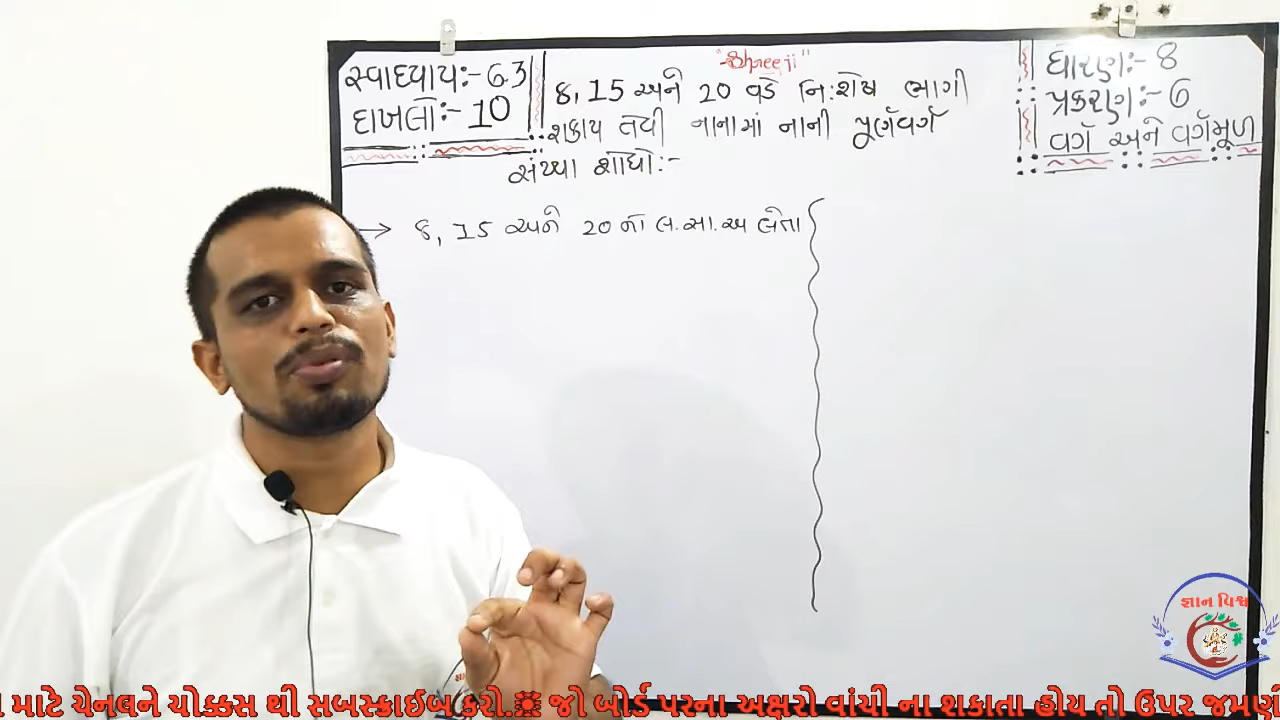 સ્વાધ્યાય:- 6.3
દાખલો:- 10
"Shreeji"
8, 15 અને 20 વડે નિ:શેષ ભાગી
શકાય તેવી નાનામાં નાની પૂર્ણવર્ગ
સંખ્યા શોધો:-
ધોરણ:- 8
પ્રકરણ:- 6
વર્ગ અને વર્ગમૂળ
→ 8, 15 અને 20 નો લ.સા.અ લેતા
જ્ઞાન વિશ્વ
માટે ચેનલને ચોક્કસ થી સબસ્ક્રાઈબ કરો. જો બોર્ડ પરના અક્ષરો વાંચી ના શકાતા હોય તો ઉપર જમણી